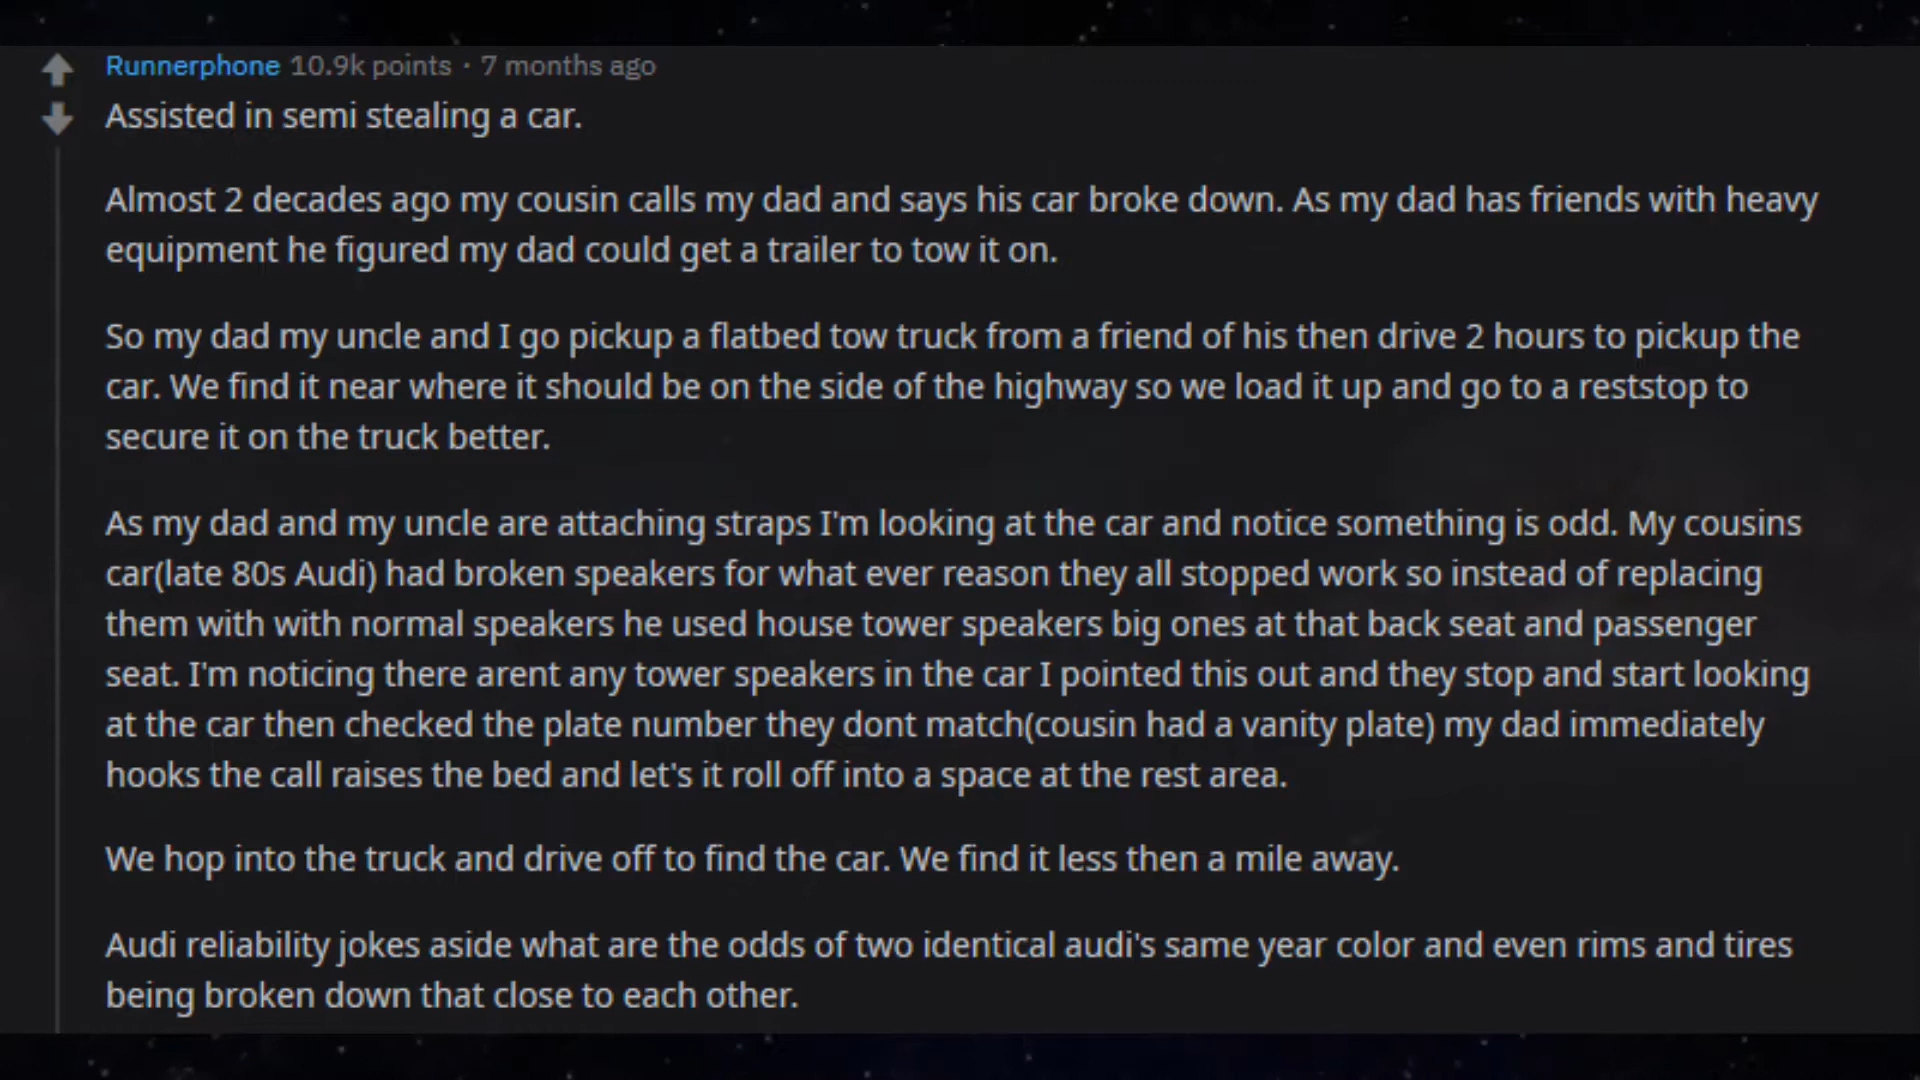 Runnerphone 10.9k points · 7 months ago
Assisted in semi stealing a car.
Almost 2 decades ago my cousin calls my dad and says his car broke down. As my dad has friends with heavy
equipment he figured my dad could get a trailer to tow it on.
So my dad my uncle and I go pickup a flatbed tow truck from a friend of his then drive 2 hours to pickup the
car. We find it near where it should be on the side of the highway so we load it up and go to a reststop to
secure it on the truck better.
As my dad and my uncle are attaching straps I'm looking at the car and notice something is odd. My cousins
car(late 80s Audi) had broken speakers for what ever reason they all stopped work so instead of replacing
them with with normal speakers he used house tower speakers big ones at that back seat and passenger
seat. I'm noticing there arent any tower speakers in the car I pointed this out and they stop and start looking
at the car then checked the plate number they dont match(cousin had a vanity plate) my dad immediately
hooks the call raises the bed and let's it roll off into a space at the rest area.
We hop into the truck and drive off to find the car. We find it less then a mile away.
Audi reliability jokes aside what are the odds of two identical audi's same year color and even rims and tires
being broken down that close to each other.